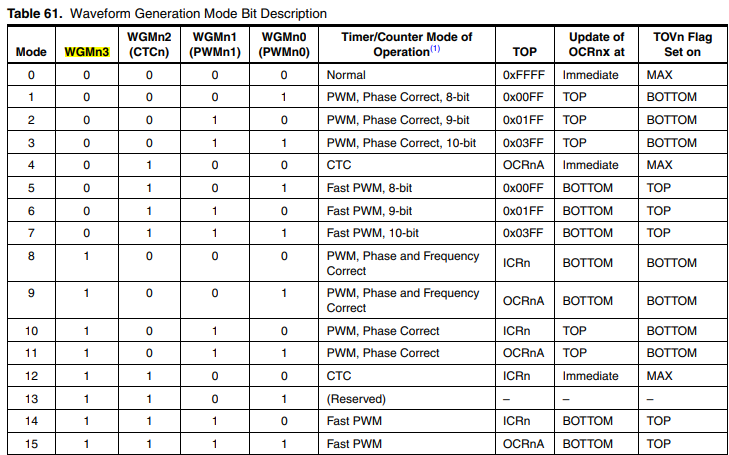 Table 61. Waveform Generation Mode Bit Description
Mode WGMn3 WGMn2 (CTCn) WGMn1 (PWMn1) WGMn0 (PWMn0) Timer/Counter Mode of Operation(1) TOP Update of OCRnX at TOVn Flag Set on
0 0 0 0 0 Normal 0xFFFF Immediate MAX
1 0 0 0 1 PWM, Phase Correct, 8-bit 0x00FF TOP BOTTOM
2 0 0 1 0 PWM, Phase Correct, 9-bit 0x01FF TOP BOTTOM
3 0 0 1 1 PWM, Phase Correct, 10-bit 0x03FF TOP BOTTOM
4 0 1 0 0 CTC OCRnA Immediate MAX
5 0 1 0 1 Fast PWM, 8-bit 0x00FF BOTTOM TOP
6 0 1 1 0 Fast PWM, 9-bit 0x01FF BOTTOM TOP
7 0 1 1 1 Fast PWM, 10-bit 0x03FF BOTTOM TOP
8 1 0 0 0 PWM, Phase and Frequency Correct ICRn BOTTOM BOTTOM
9 1 0 0 1 PWM, Phase and Frequency Correct OCRnA BOTTOM BOTTOM
10 1 0 1 0 PWM, Phase Correct ICRn TOP BOTTOM
11 1 0 1 1 PWM, Phase Correct OCRnA TOP BOTTOM
12 1 1 0 0 CTC ICRn Immediate MAX
13 1 1 0 1 (Reserved) – – –
14 1 1 1 0 Fast PWM ICRn BOTTOM TOP
15 1 1 1 1 Fast PWM OCRnA BOTTOM TOP